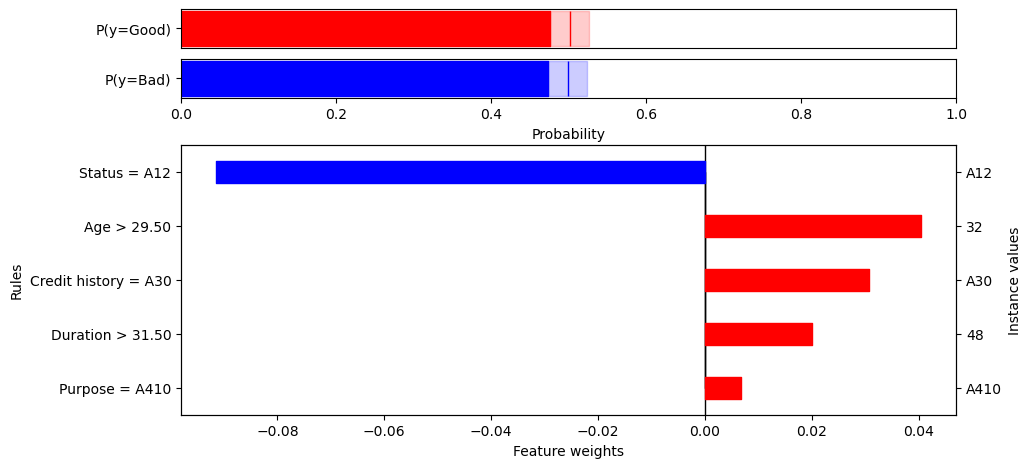 P(y=Good)
P(y=Bad)
0.0 0.2 0.4 0.6 0.8 1.0
Probability
Status = A12 A12
Age > 29.50 32
Credit history = A30 A30
Duration > 31.50 48
Purpose = A410 A410
Rules
Instance values
−0.08 −0.06 −0.04 −0.02 0.00 0.02 0.04
Feature weights